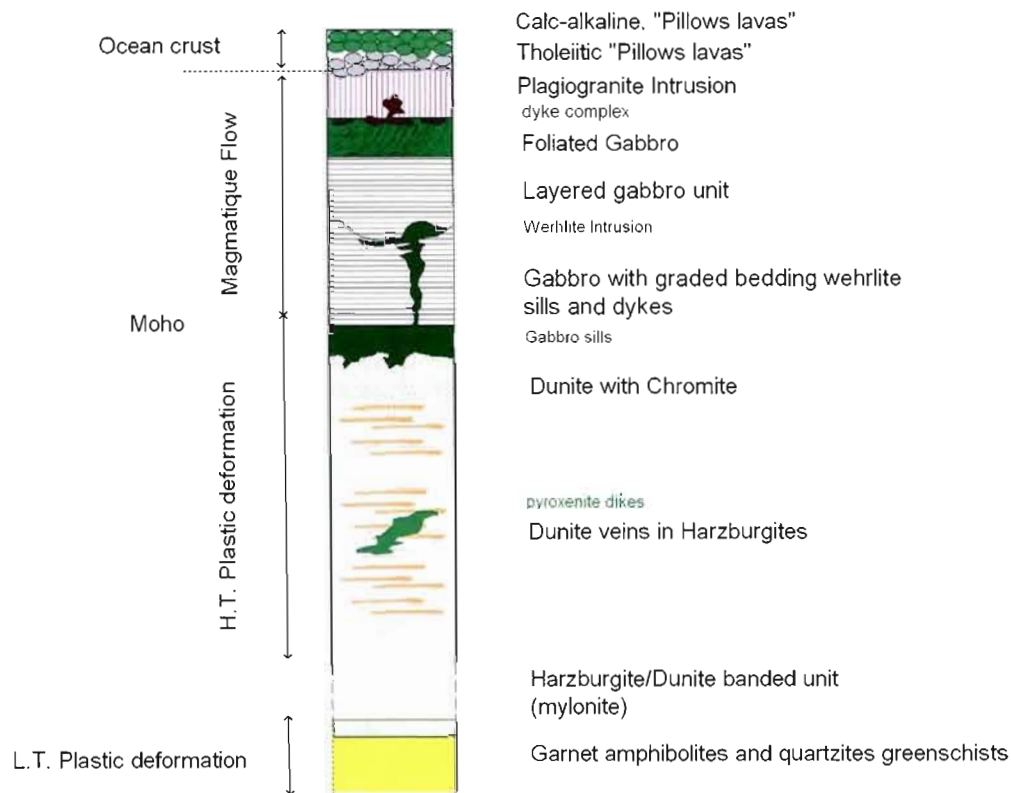 Ocean crust
Magmatique Flow
Moho
H.T. Plastic deformation
L.T. Plastic deformation
Calc-alkaline, "Pillows lavas"
Tholeiitic "Pillows lavas"
Plagiogranite Intrusion
dyke complex
Foliated Gabbro
Layered gabbro unit
Werhlite Intrusion
Gabbro with graded bedding wehrlite
sills and dykes
Gabbro sills
Dunite with Chromite
pyroxenite dikes
Dunite veins in Harzburgites
Harzburgite/Dunite banded unit
(mylonite)
Garnet amphibolites and quartzites greenschists